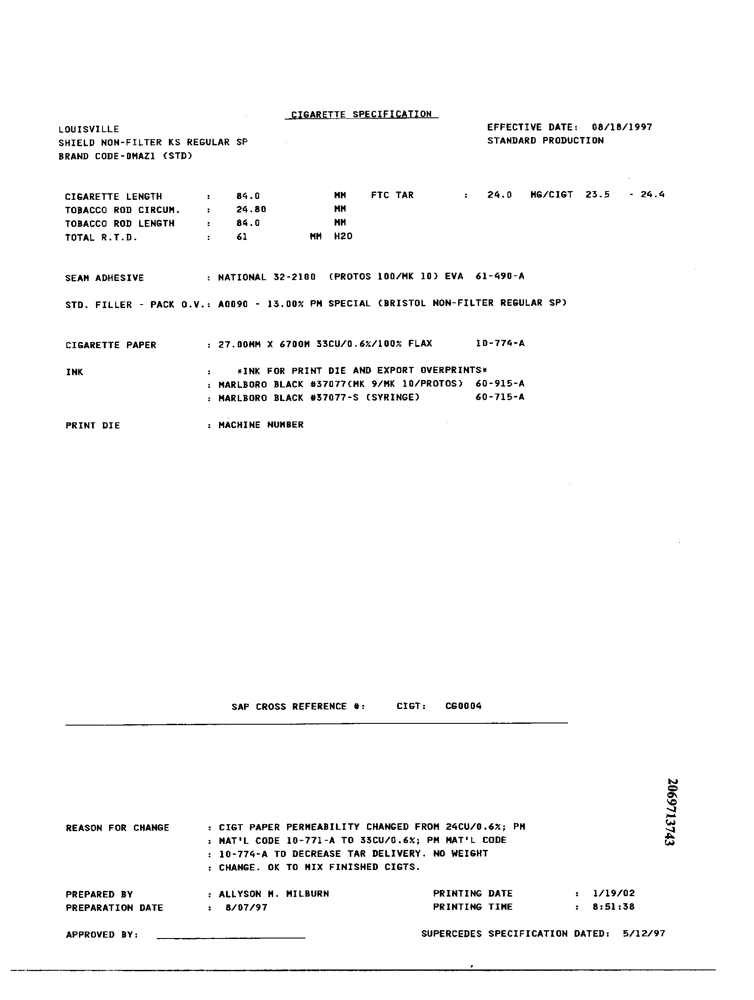 CIGARETTE SPECIFICATION
LOUISVILLE EFFECTIVE DATE: 08/18/1997
SHIELD NON-FILTER KS REGULAR SP STANDARD PRODUCTION
BRAND CODE-DMAZ1 (STD)
CIGARETTE LENGTH : 84.0 MM FTC TAR : 24.0 MG/CIGT 23.5 - 24.4
TOBACCO ROD CIRCUM. : 24.80 MM
TOBACCO ROD LENGTH : 84.0 MM
TOTAL R.T.D. : 61 MM H2O
SEAM ADHESIVE : NATIONAL 32-2100 (PROTOS 100/MK 10) EVA 61-490-A
STD. FILLER - PACK O.V.: A0090 - 13.00% PM SPECIAL (BRISTOL NON-FILTER REGULAR SP)
CIGARETTE PAPER : 27.00MM X 6700M 33CU/0.6%/100% FLAX 10-774-A
INK : *INK FOR PRINT DIE AND EXPORT OVERPRINTS*
: MARLBORO BLACK #37077(MK 9/MK 10/PROTOS) 60-915-A
: MARLBORO BLACK #37077-S (SYRINGE) 60-715-A
PRINT DIE : MACHINE NUMBER
SAP CROSS REFERENCE #: CIGT: CG0004
2069713743
REASON FOR CHANGE : CIGT PAPER PERMEABILITY CHANGED FROM 24CU/0.6%; PM
: MAT'L CODE 10-771-A TO 33CU/0.6%; PM MAT'L CODE
: 10-774-A TO DECREASE TAR DELIVERY. NO WEIGHT
: CHANGE. OK TO MIX FINISHED CIGTS.
PREPARED BY : ALLYSON M. MILBURN PRINTING DATE : 1/19/02
PREPARATION DATE : 8/07/97 PRINTING TIME : 8:51:38
APPROVED BY: SUPERCEDES SPECIFICATION DATED: 5/12/97